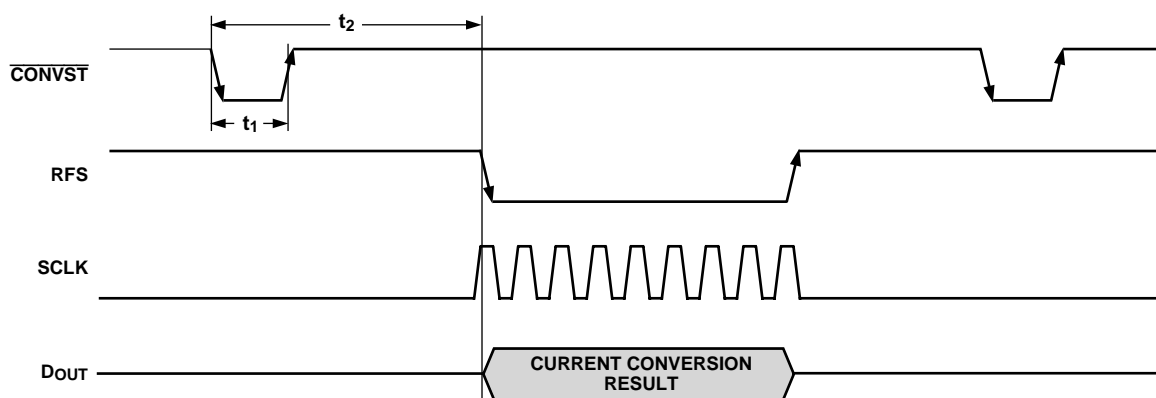 t2
CONVST
t1
RFS
SCLK
DOUT
CURRENT CONVERSION
RESULT